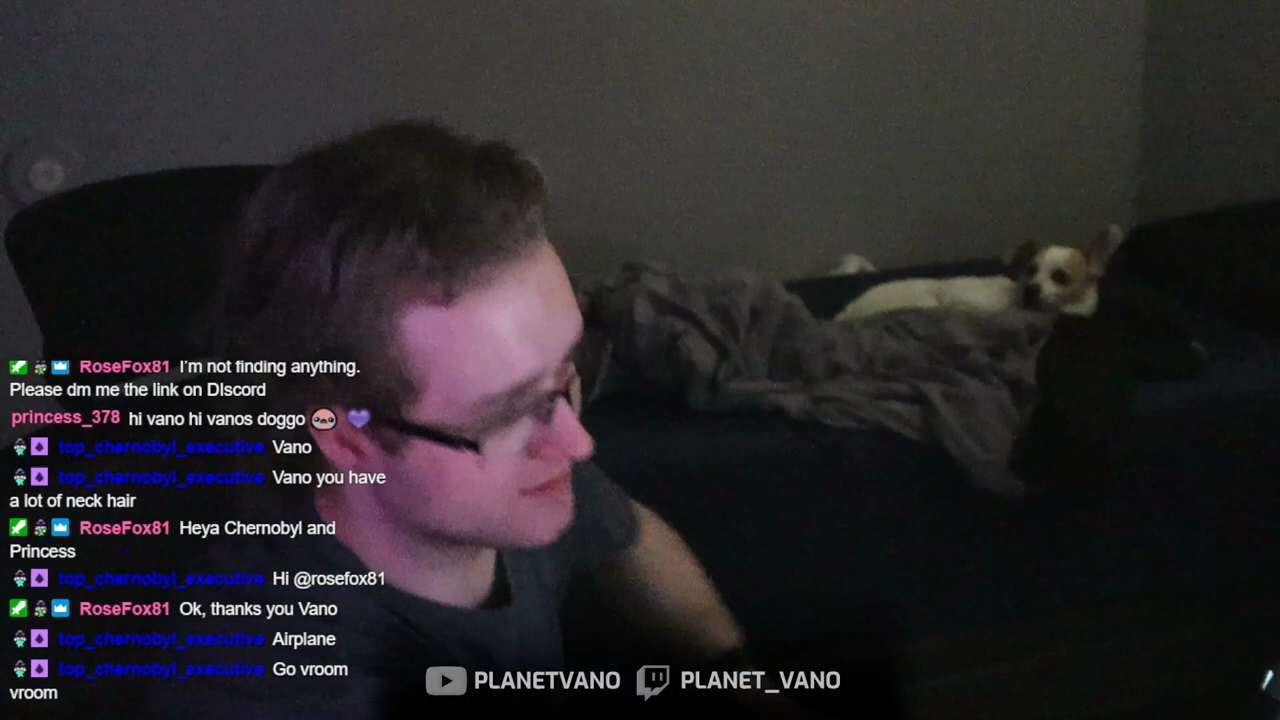 RoseFox81 I'm not finding anything.
Please dm me the link on DIscord
princess_378 hi vano hi vanos doggo
top_chernobyl_executive Vano
top_chernobyl_executive Vano you have
a lot of neck hair
RoseFox81 Heya Chernobyl and
Princess
top_chernobyl_executive Hi @rosefox81
RoseFox81 Ok, thanks you Vano
top_chernobyl_executive Airplane
top_chernobyl_executive Go vroom
vroom
PLANETVANO PLANET_VANO